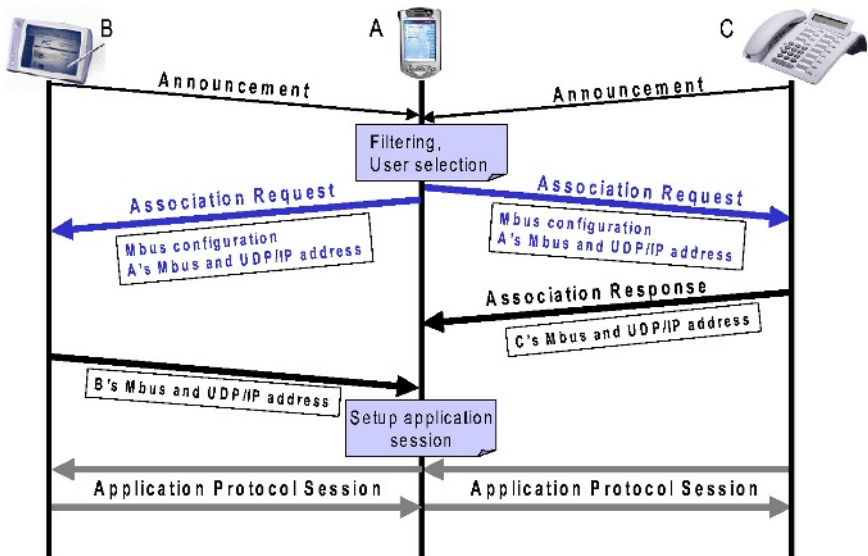 B
A
C
Announcement
Announcement
Filtering,
User selection
Association Request
Association Request
Mbus configuration
A's Mbus and UDP/IP address
Mbus configuration
A's Mbus and UDP/IP address
Association Response
C's Mbus and UDP/IP address
B's Mbus and UDP/IP address
Setup application
session
Application Protocol Session
Application Protocol Session